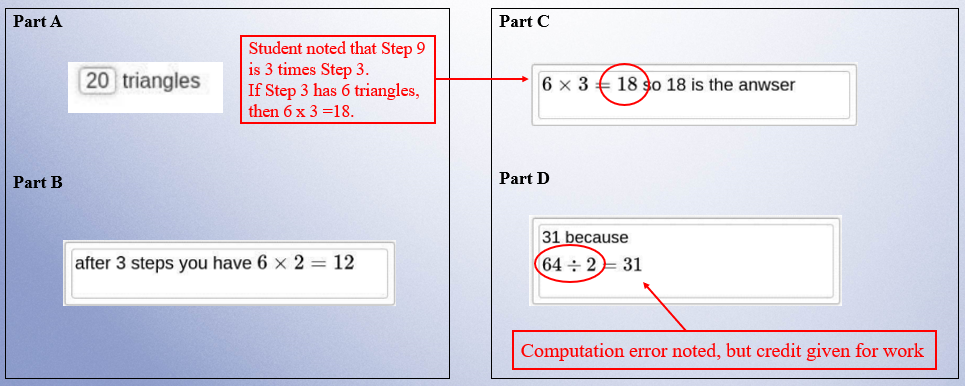 Part A
20 triangles
Student noted that Step 9
is 3 times Step 3.
If Step 3 has 6 triangles,
then 6 x 3 =18.
Part B
after 3 steps you have 6 × 2 = 12
Part C
6 × 3 = 18 so 18 is the anwser
Part D
31 because
64 ÷ 2 = 31
Computation error noted, but credit given for work